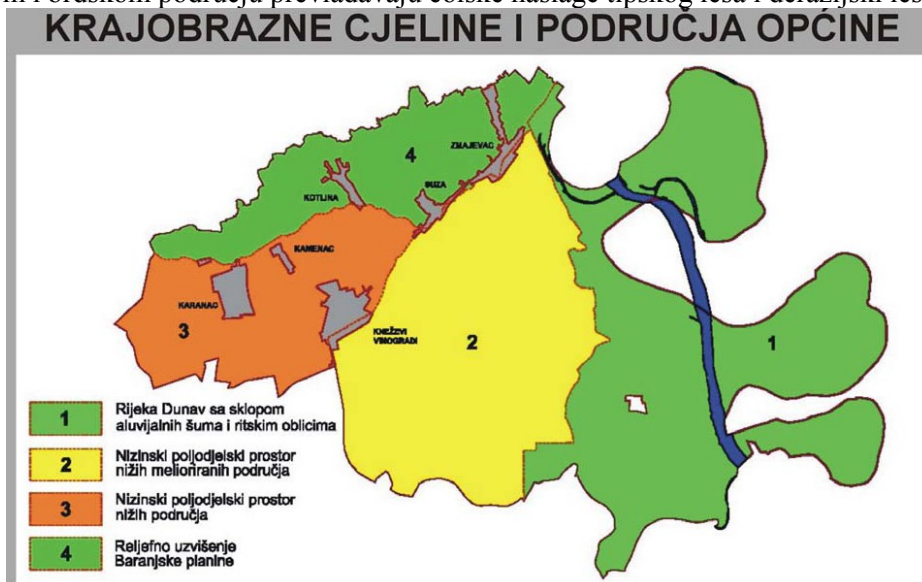 KRAJOBRAZNE CJELINE I PODRUČJA OPĆINE
4
ZMAJEVAC
SUZA
KOTLINA
KAMENAC
KARANAC
3
KNEŽEVI
VINOGRADI
2
1
1 Rijeka Dunav sa sklopom
aluvijalnih šuma i ritskim oblicima
2 Nizinski poljodjelski prostor
nižih melioriranih područja
3 Nizinski poljodjelski prostor
nižih područja
4 Reljefno uzvišenje
Baranjske planine